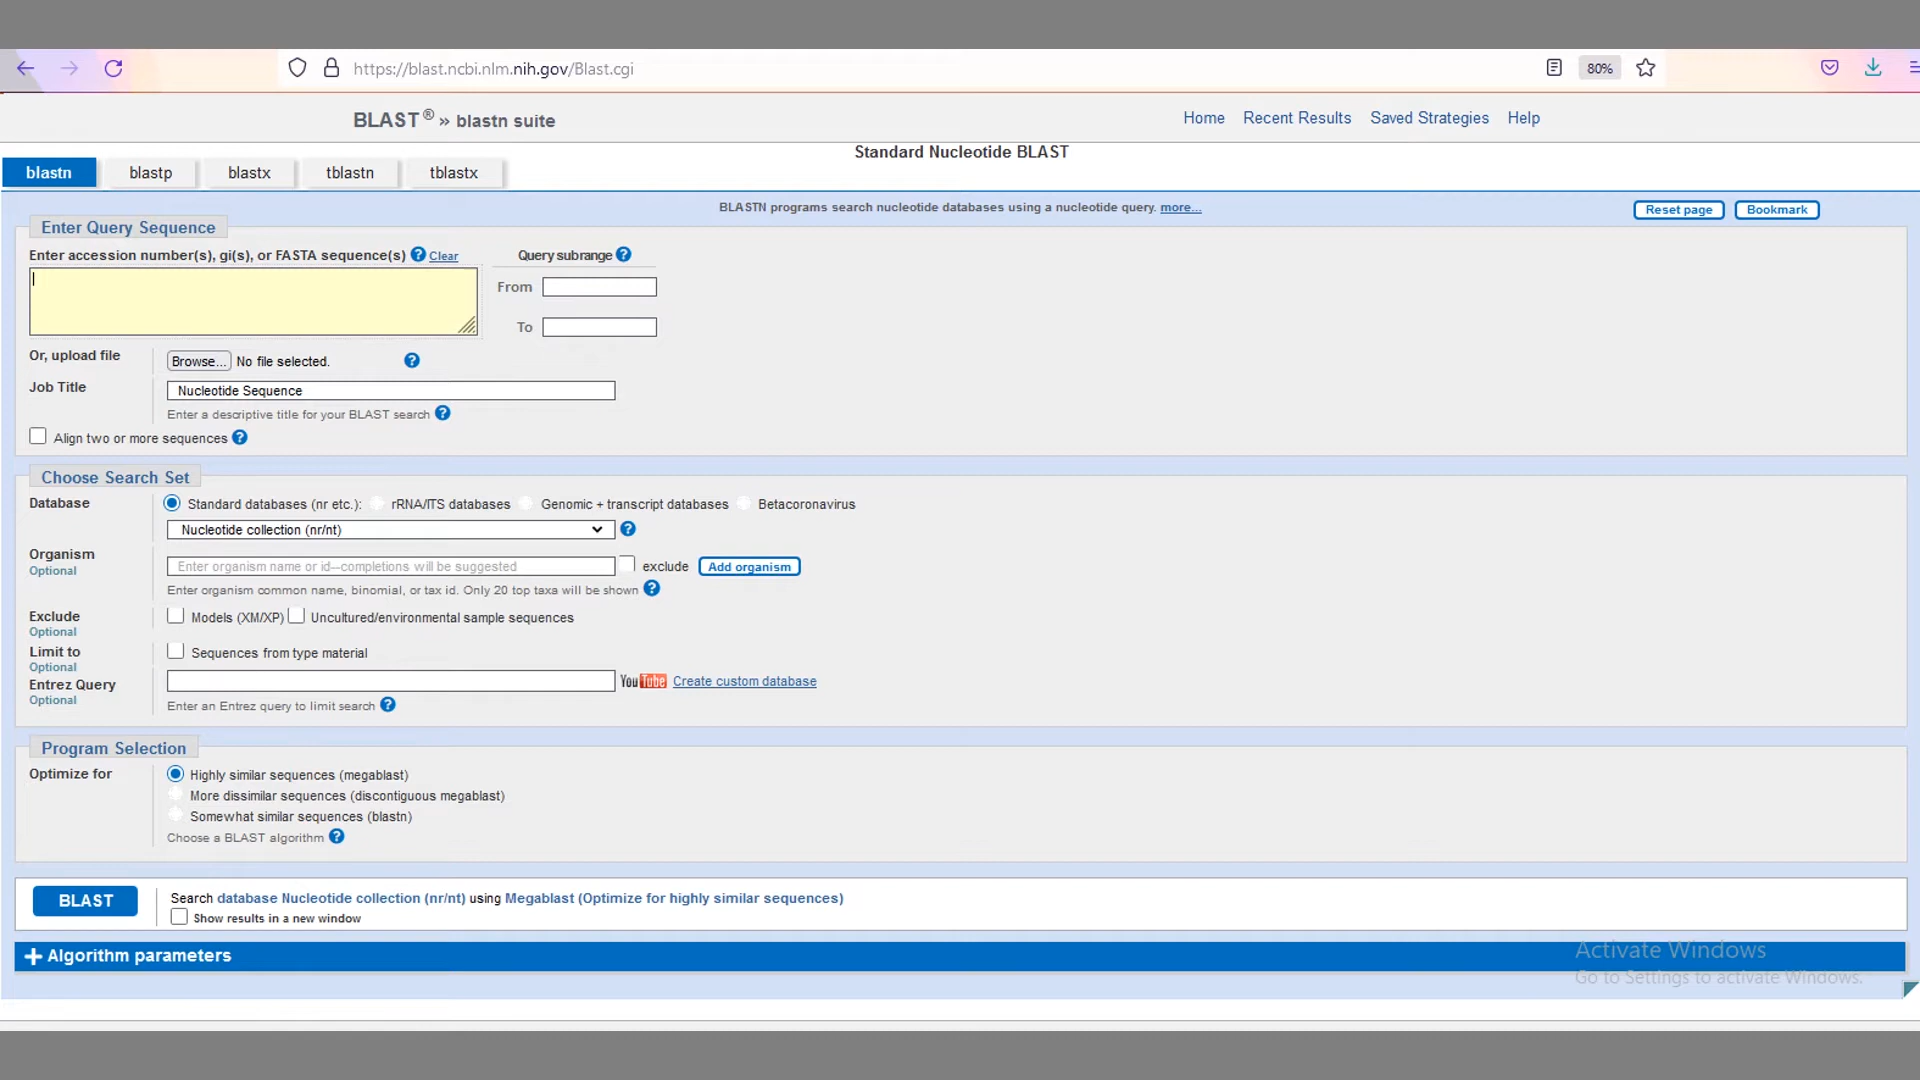 https://blast.ncbi.nlm.nih.gov/Blast.cgi 80%
BLAST® » blastn suite Home Recent Results Saved Strategies Help
Standard Nucleotide BLAST
blastn blastp blastx tblastn tblastx
BLASTN programs search nucleotide databases using a nucleotide query. more... Reset page Bookmark
Enter Query Sequence
Enter accession number(s), gi(s), or FASTA sequence(s) ? Clear Query subrange ?
From
To
Or, upload file Browse... No file selected. ?
Job Title Nucleotide Sequence
Enter a descriptive title for your BLAST search ?
Align two or more sequences ?
Choose Search Set
Database Standard databases (nr etc.): rRNA/ITS databases Genomic + transcript databases Betacoronavirus
Nucleotide collection (nr/nt) ?
Organism
Optional
Enter organism name or id--completions will be suggested exclude Add organism
Enter organism common name, binomial, or tax id. Only 20 top taxa will be shown ?
Exclude Models (XM/XP) Uncultured/environmental sample sequences
Optional
Limit to Sequences from type material
Optional
Entrez Query YouTube Create custom database
Optional
Enter an Entrez query to limit search ?
Program Selection
Optimize for Highly similar sequences (megablast)
More dissimilar sequences (discontiguous megablast)
Somewhat similar sequences (blastn)
Choose a BLAST algorithm ?
BLAST Search database Nucleotide collection (nr/nt) using Megablast (Optimize for highly similar sequences)
Show results in a new window
+ Algorithm parameters
Activate Windows
Go to Settings to activate Windows.